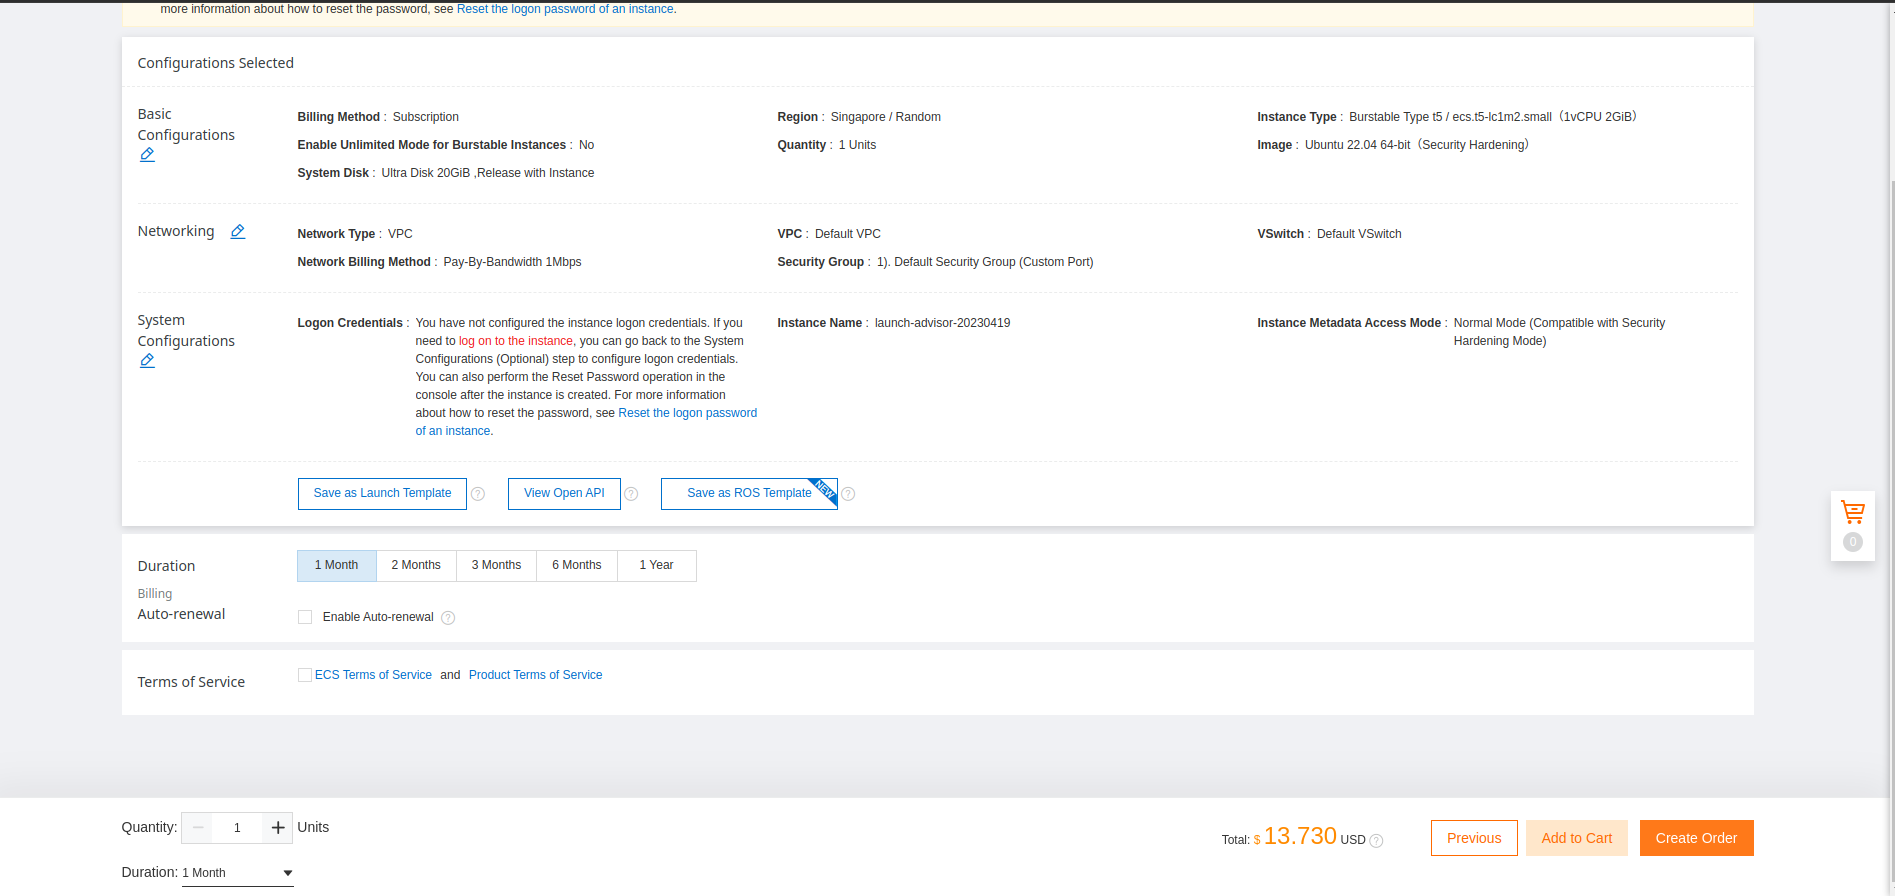 more information about how to reset the password, see Reset the logon password of an instance.
Configurations Selected
Basic Configurations
Billing Method : Subscription
Region : Singapore / Random
Instance Type : Burstable Type t5 / ecs.t5-lc1m2.small（1vCPU 2GiB）
Enable Unlimited Mode for Burstable Instances : No
Quantity : 1 Units
Image : Ubuntu 22.04 64-bit（Security Hardening）
System Disk : Ultra Disk 20GiB ,Release with Instance
Networking
Network Type : VPC
VPC : Default VPC
VSwitch : Default VSwitch
Network Billing Method : Pay-By-Bandwidth 1Mbps
Security Group : 1). Default Security Group (Custom Port)
System
Configurations
Logon Credentials : You have not configured the instance logon credentials. If you
need to log on to the instance, you can go back to the System
Configurations (Optional) step to configure logon credentials.
You can also perform the Reset Password operation in the
console after the instance is created. For more information
about how to reset the password, see Reset the logon password
of an instance.
Instance Name : launch-advisor-20230419
Instance Metadata Access Mode : Normal Mode (Compatible with Security
Hardening Mode)
Save as Launch Template ?
View Open API ?
Save as ROS Template NEW ?
0
Duration
1 Month 2 Months 3 Months 6 Months 1 Year
Billing
Auto-renewal
Enable Auto-renewal ?
Terms of Service
ECS Terms of Service and Product Terms of Service
Quantity: − 1 + Units
Total: $ 13.730 USD ?
Previous
Add to Cart
Create Order
Duration: 1 Month